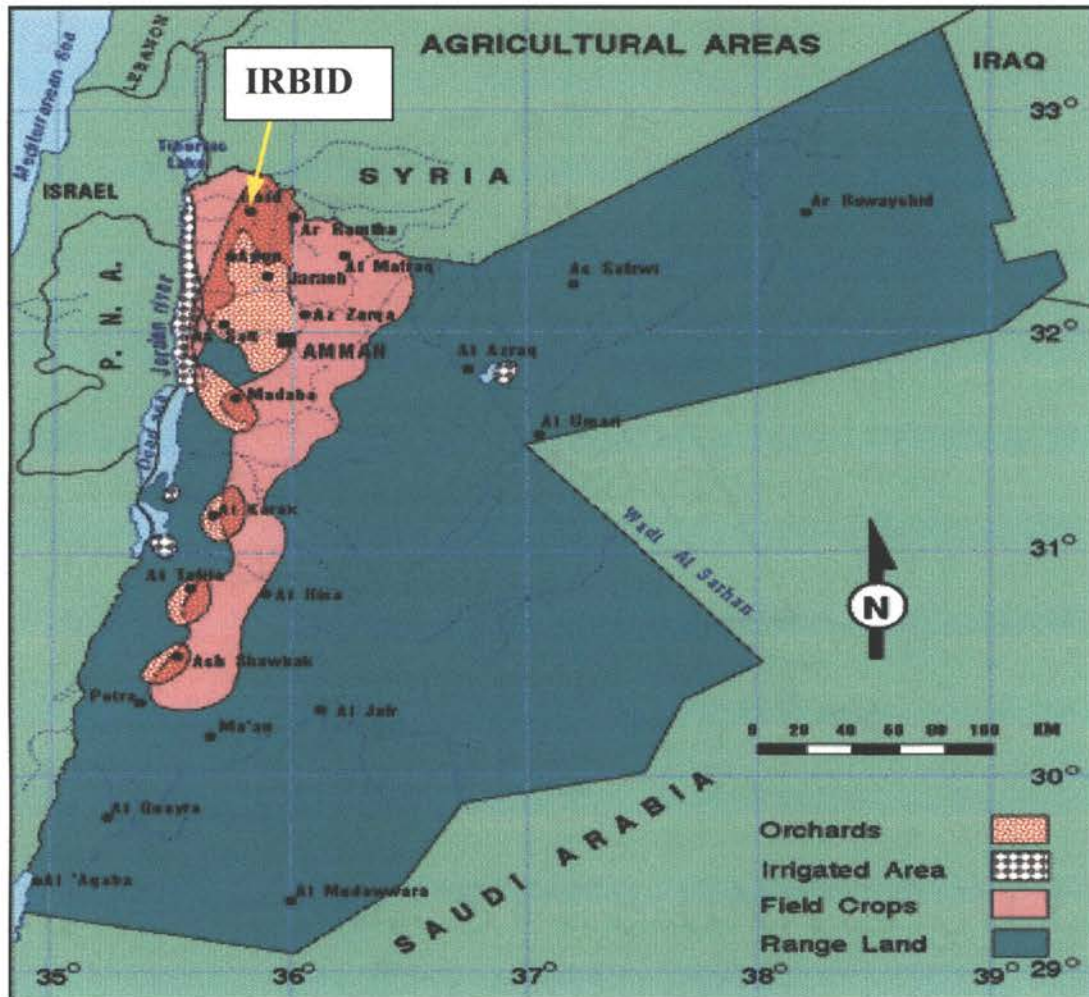 AGRICULTURAL AREAS
LEBANON
IRBID
IRAQ
Mediterranean Sea
33°
Tiberias
Lake
SYRIA
ISRAEL
Ar Ruwayshid
Ar Ramtha
Al Mafraq
As Safawi
Jarash
P. N. A.
Jordan river
Az Zarqa
32°
AMMAN
Al Azraq
Madaba
Dead sea
Al Umari
Al Karak
Wadi Al Sarhan
31°
At Tafila
Al Hisa
N
Ash Shawbak
Petra
Al Jafr
Ma'an
0 20 40 60 80 100 KM
30°
Al Quayra
Orchards
Al 'Aqaba
Irrigated Area
Al Mudawwara
Field Crops
SAUDI ARABIA
Range Land
35° 36° 37° 38° 39° 29°